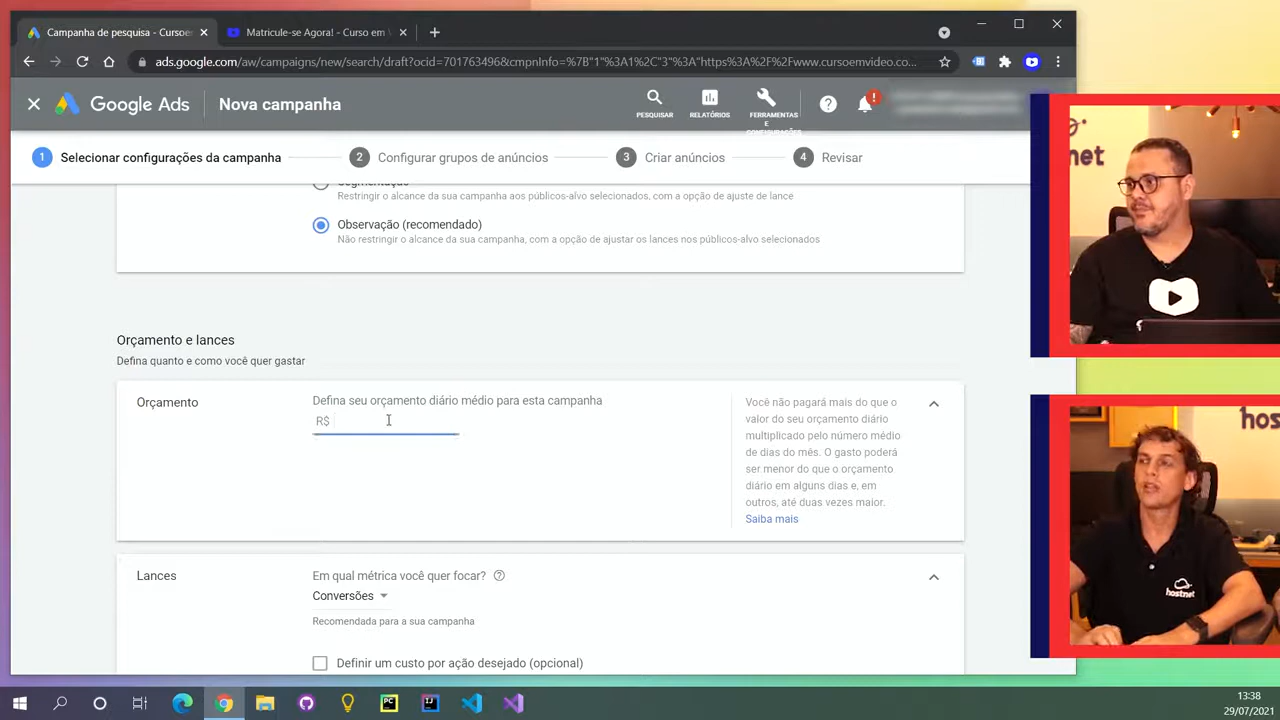 Campanha de pesquisa - Cursoe
Matricule-se Agora! - Curso em
ads.google.com/aw/campaigns/new/search/draft?ocid=701763496&cmpnInfo=%7B"1"%3A1%2C"3"%3A"https%3A%2F%2Fwww.cursoemvideo.co...
Google Ads
Nova campanha
PESQUISAR
RELATÓRIOS
FERRAMENTAS
E
CONFIGURAÇÕES
1 Selecionar configurações da campanha
2 Configurar grupos de anúncios
3 Criar anúncios
4 Revisar
Segmentação
Restringir o alcance da sua campanha aos públicos-alvo selecionados, com a opção de ajuste de lance
Observação (recomendado)
Não restringir o alcance da sua campanha, com a opção de ajustar os lances nos públicos-alvo selecionados
Orçamento e lances
Defina quanto e como você quer gastar
Orçamento
Defina seu orçamento diário médio para esta campanha
R$
Você não pagará mais do que o
valor do seu orçamento diário
multiplicado pelo número médio
de dias do mês. O gasto poderá
ser menor do que o orçamento
diário em alguns dias e, em
outros, até duas vezes maior.
Saiba mais
Lances
Em qual métrica você quer focar?
Conversões
Recomendada para a sua campanha
Definir um custo por ação desejado (opcional)
net
hostnet
hos
13:38
29/07/2021